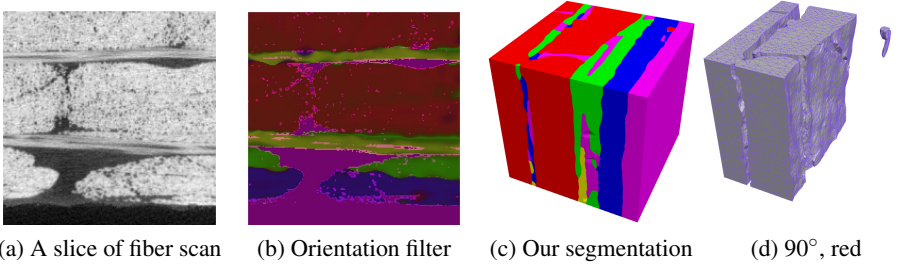 (a) A slice of fiber scan (b) Orientation filter (c) Our segmentation (d) 90°, red